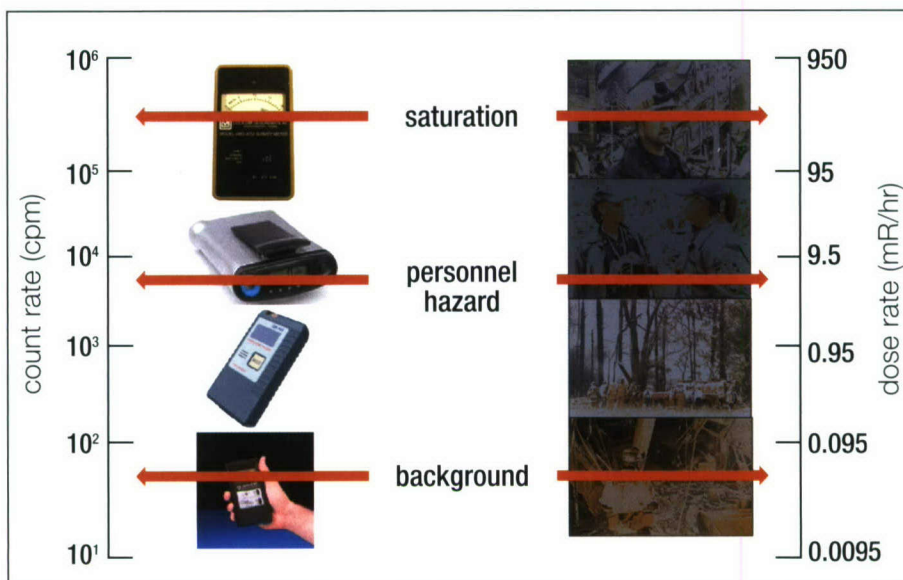 10⁶
10⁵
10⁴
10³
10²
10¹
count rate (cpm)
saturation
personnel
hazard
background
950
95
9.5
0.95
0.095
0.0095
dose rate (mR/hr)